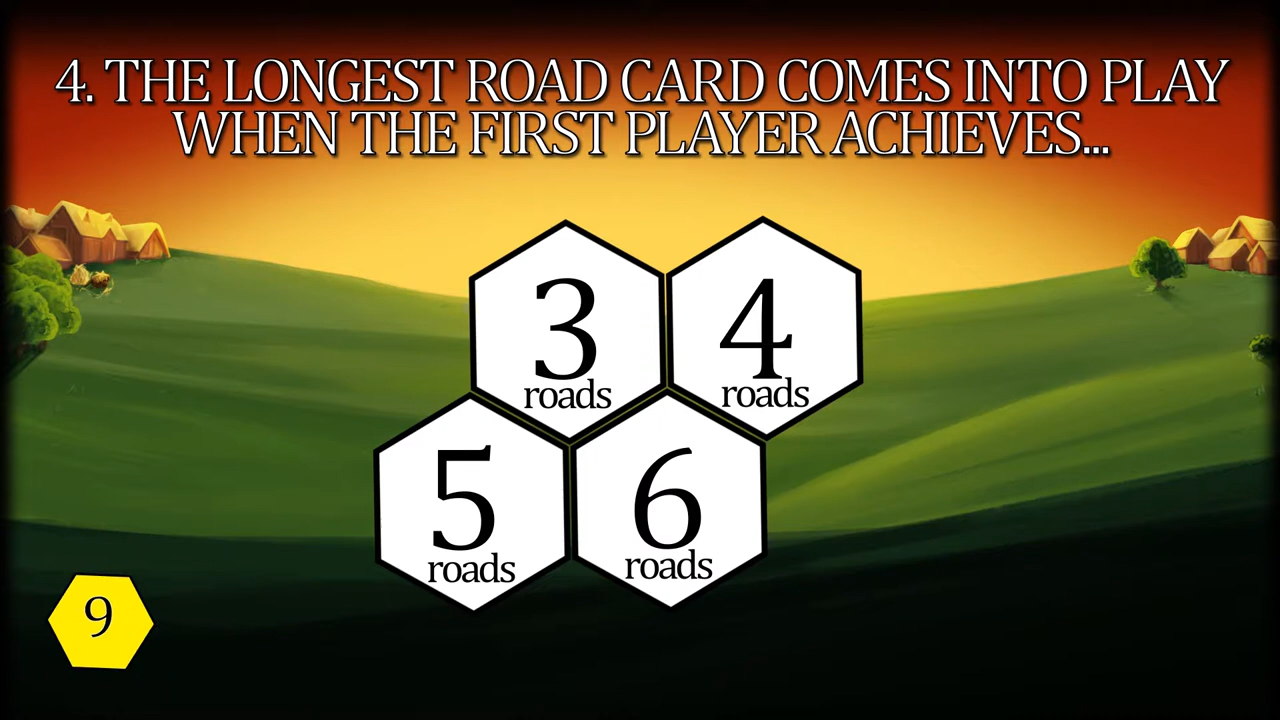 4. THE LONGEST ROAD CARD COMES INTO PLAY
WHEN THE FIRST PLAYER ACHIEVES...
3
roads
4
roads
5
roads
6
roads
9